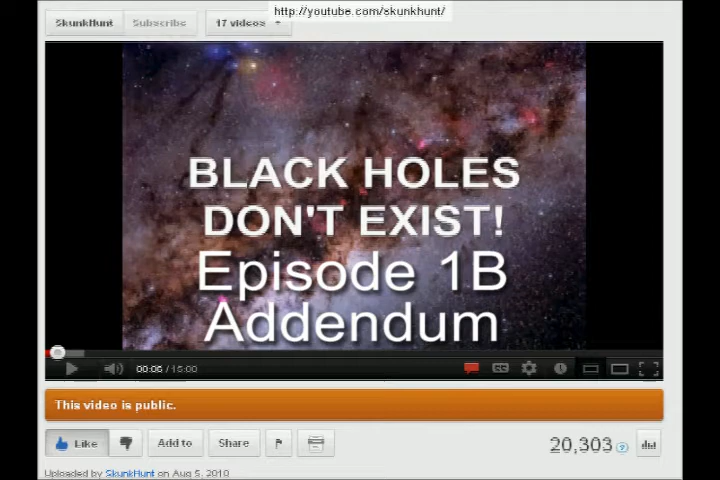 http://youtube.com/skunkhunt/
SkunkHunt Subscribe 17 videos
BLACK HOLES
DON'T EXIST!
Episode 1B
Addendum
00:06 / 15:00 CC
This video is public.
Like Add to Share 20,303
Uploaded by SkunkHunt on Aug 5, 2010